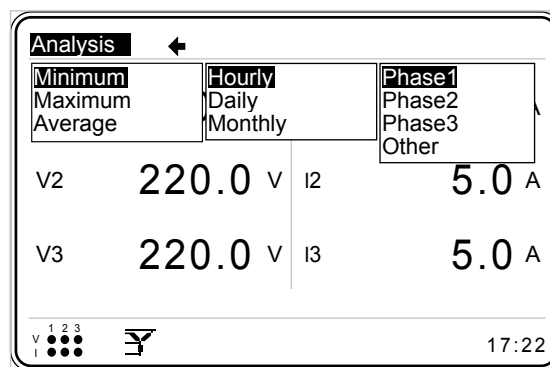 Analysis
Minimum Hourly Phase1
Maximum Daily Phase2
Average Monthly Phase3
Other
V2 220.0 V I2 5.0 A
V3 220.0 V I3 5.0 A
1 2 3
V
I 17:22